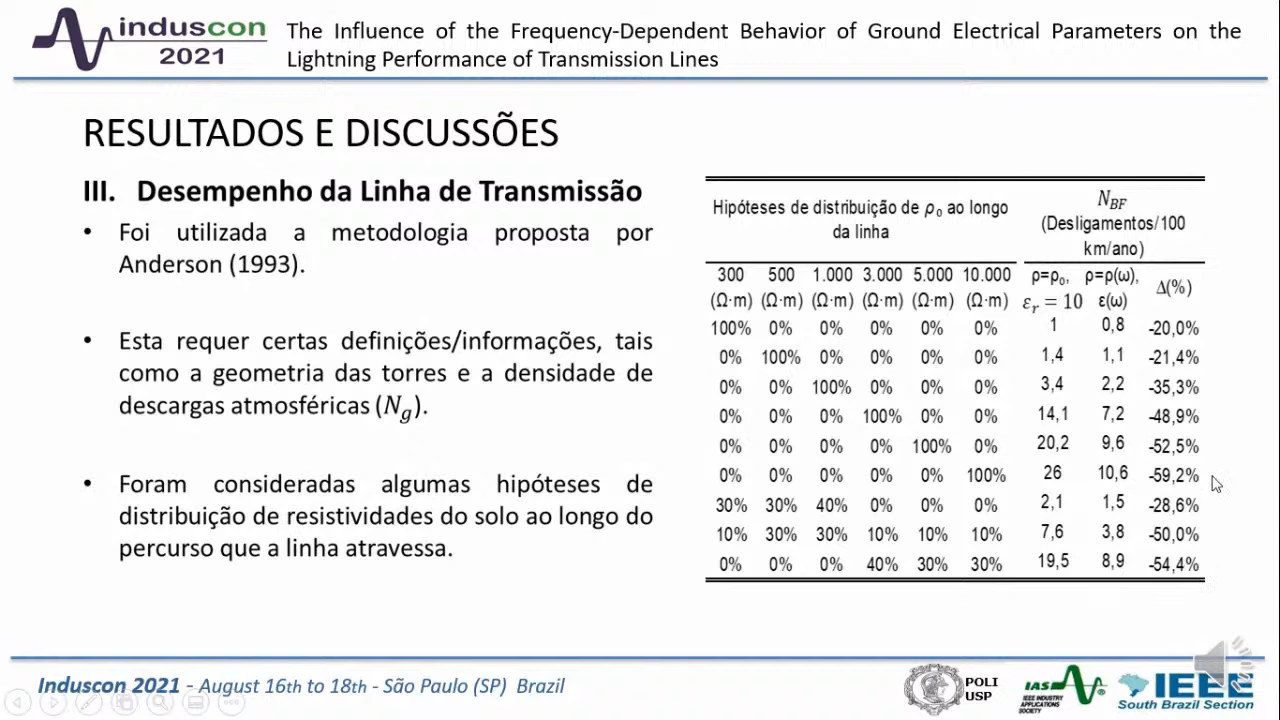 induscon
2021
The Influence of the Frequency-Dependent Behavior of Ground Electrical Parameters on the
Lightning Performance of Transmission Lines
RESULTADOS E DISCUSSÕES
III. Desempenho da Linha de Transmissão
• Foi utilizada a metodologia proposta por
Anderson (1993).
• Esta requer certas definições/informações, tais
como a geometria das torres e a densidade de
descargas atmosféricas (N_g).
• Foram consideradas algumas hipóteses de
distribuição de resistividades do solo ao longo do
percurso que a linha atravessa.
Hipóteses de distribuição de ρ₀ ao longo
da linha
N_BF
(Desligamentos/100
km/ano)
300 500 1.000 3.000 5.000 10.000 ρ=ρ₀, ρ=ρ(ω), Δ(%)
(Ω·m) (Ω·m) (Ω·m) (Ω·m) (Ω·m) (Ω·m) ε_r = 10 ε(ω)
100% 0% 0% 0% 0% 0% 1 0,8 -20,0%
0% 100% 0% 0% 0% 0% 1,4 1,1 -21,4%
0% 0% 100% 0% 0% 0% 3,4 2,2 -35,3%
0% 0% 0% 100% 0% 0% 14,1 7,2 -48,9%
0% 0% 0% 0% 100% 0% 20,2 9,6 -52,5%
0% 0% 0% 0% 0% 100% 26 10,6 -59,2%
30% 30% 40% 0% 0% 0% 2,1 1,5 -28,6%
10% 30% 30% 10% 10% 10% 7,6 3,8 -50,0%
0% 0% 0% 40% 30% 30% 19,5 8,9 -54,4%
Induscon 2021 - August 16th to 18th - São Paulo (SP) Brazil
POLI
USP
IAS
IEEE INDUSTRY
APPLICATIONS
SOCIETY
IEEE
South Brazil Section